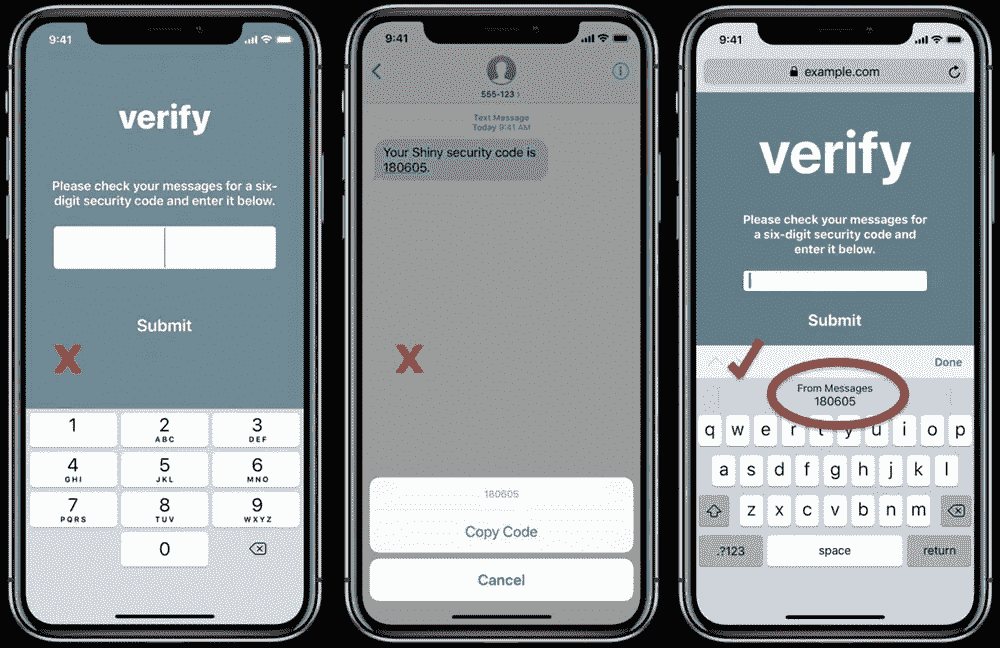 9:41
verify
Please check your messages for a six-
digit security code and enter it below.
Submit
X
1
2
ABC
3
DEF
4
GHI
5
JKL
6
MNO
7
PQRS
8
TUV
9
WXYZ
0
9:41
555-123
Text Message
Today 9:41 AM
Your Shiny security code is
180605.
X
180605
Copy Code
Cancel
9:41
example.com
verify
Please check your messages for
a six-digit security code and
enter it below.
Submit
Done
From Messages
180605
q w e r t y u i o p
a s d f g h j k l
z x c v b n m
.?123
space
return